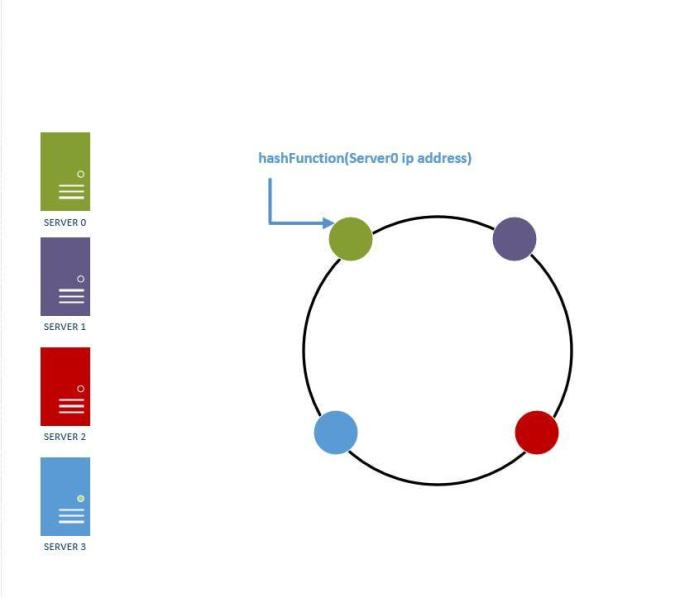 hashFunction(Server0 ip address)
SERVER 0
SERVER 1
SERVER 2
SERVER 3